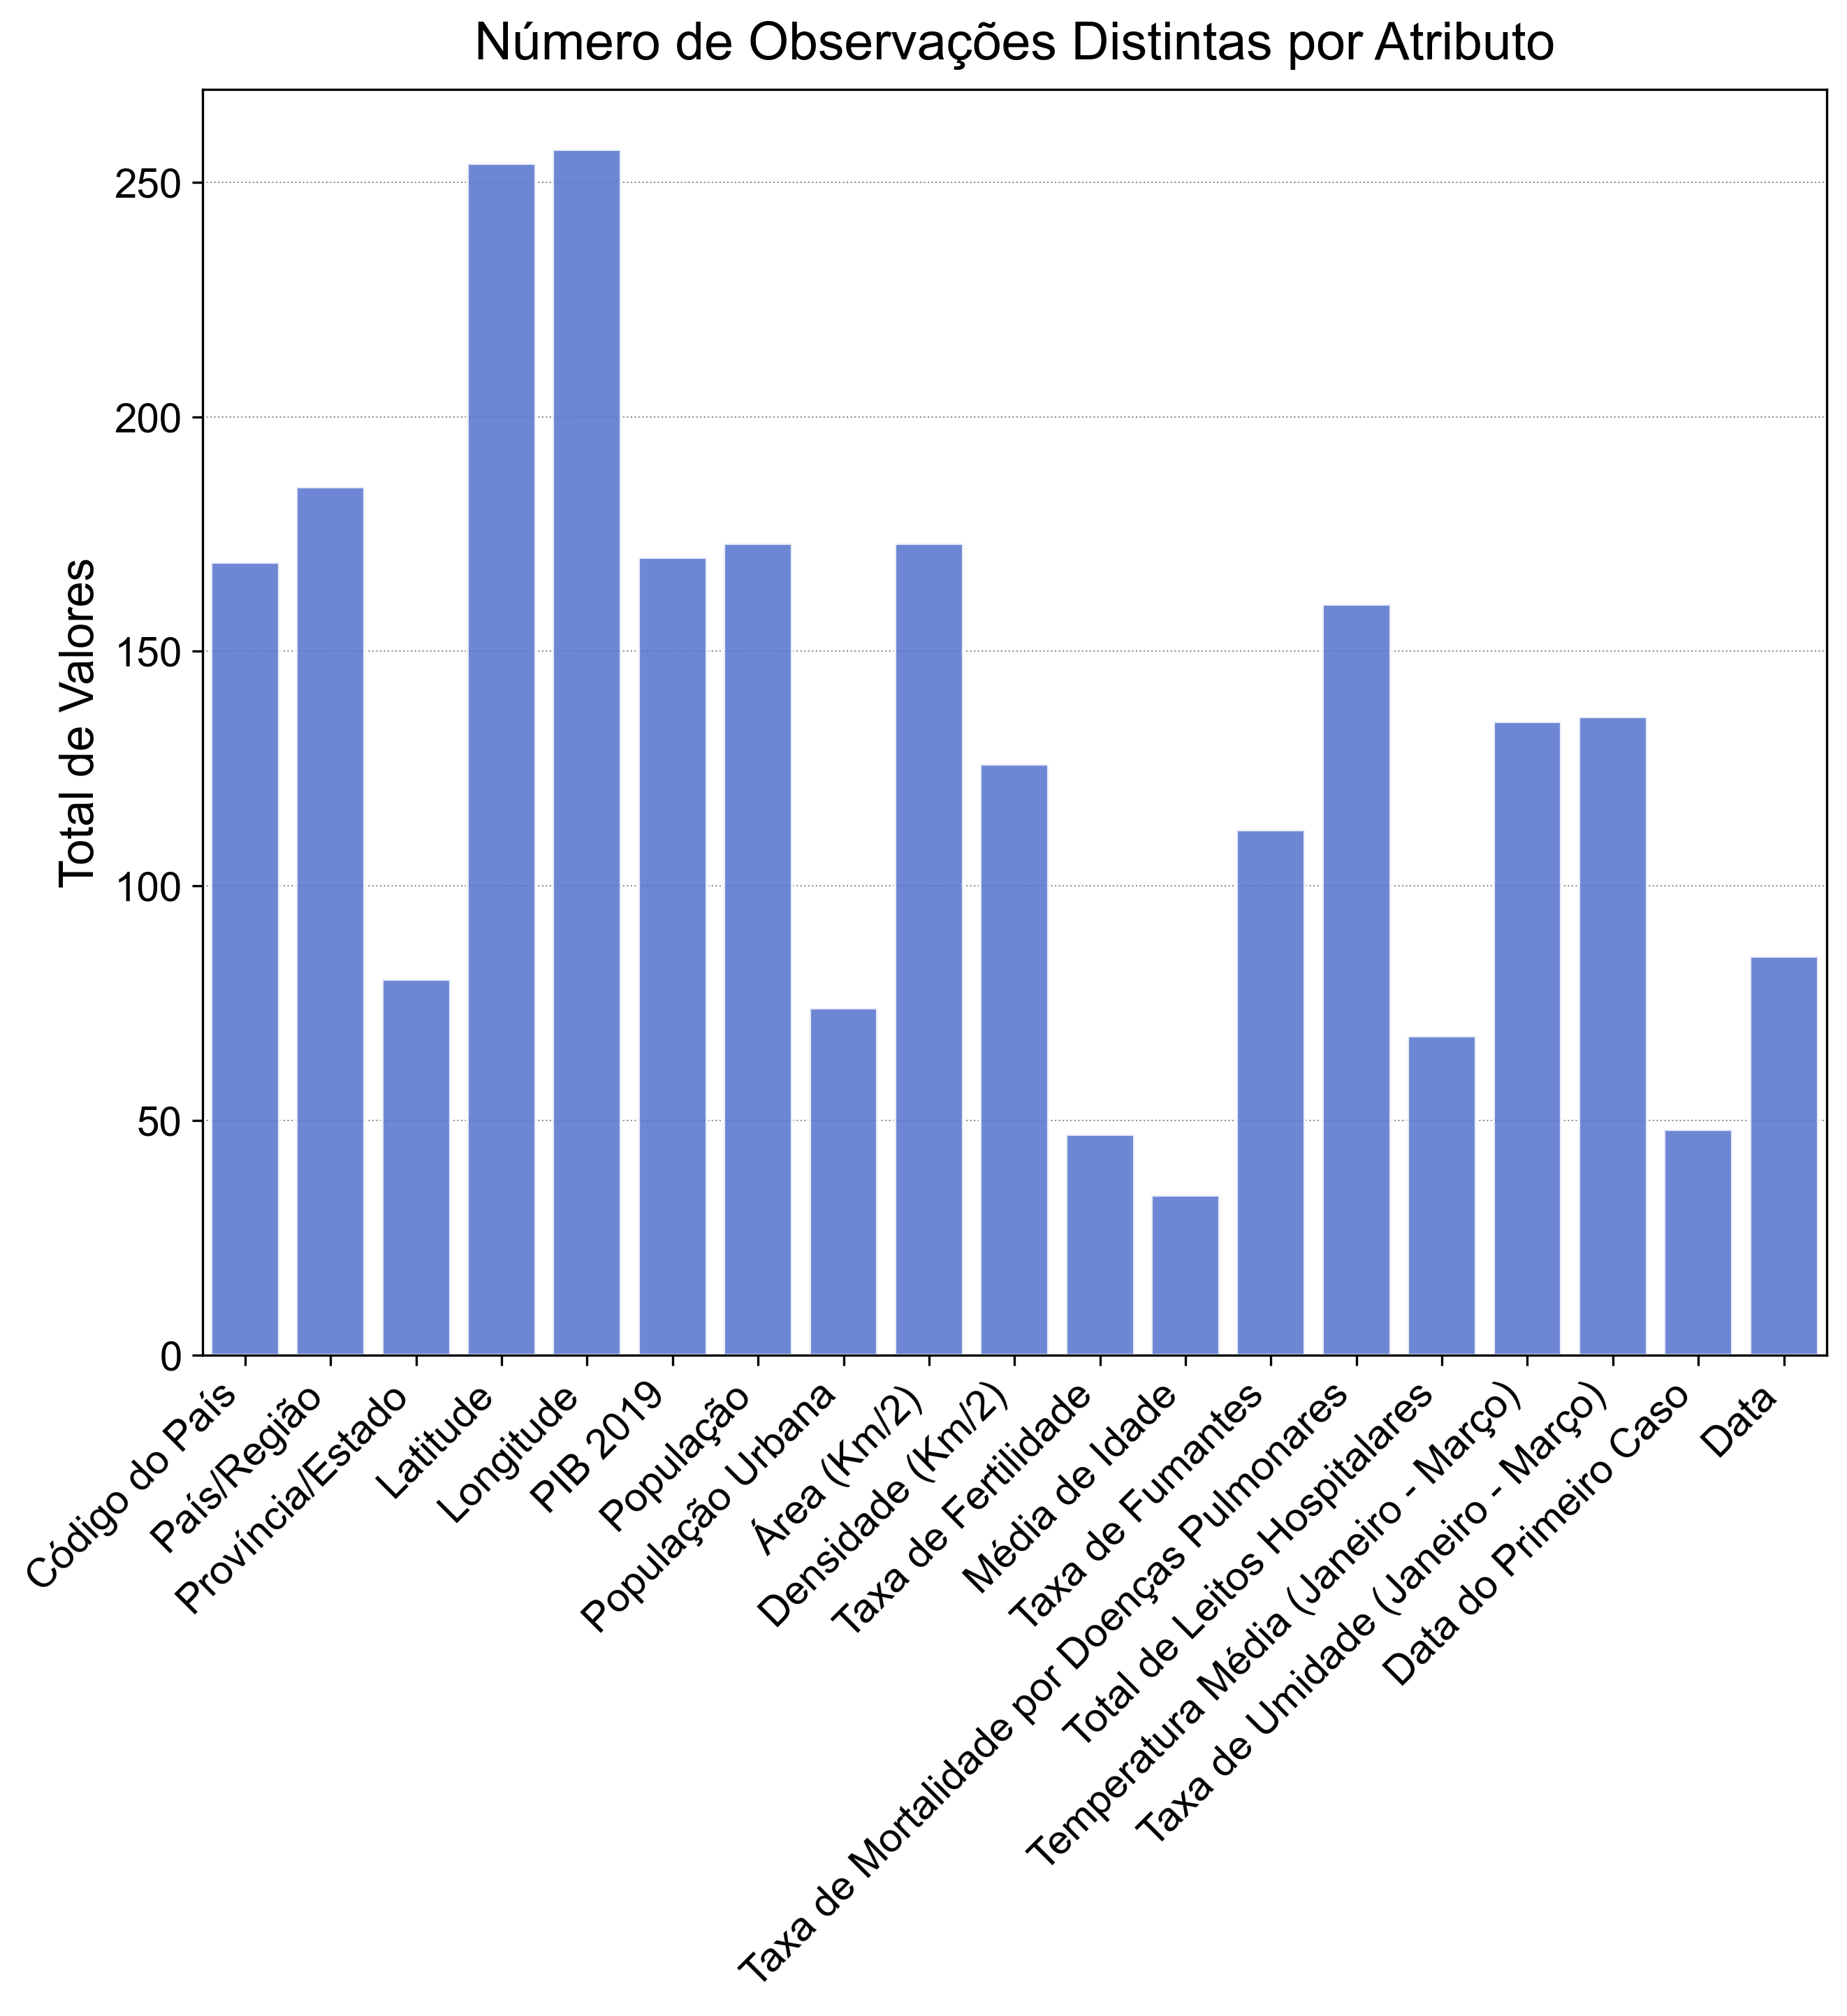 Número de Observações Distintas por Atributo
Total de Valores
250
200
150
100
50
0
Código do País
País/Região
Província/Estado
Latitude
Longitude
PIB 2019
População
População Urbana
Área (Km/2)
Densidade (Km/2)
Taxa de Fertilidade
Média de Idade
Taxa de Fumantes
Taxa de Mortalidade por Doenças Pulmonares
Total de Leitos Hospitalares
Temperatura Média (Janeiro - Março)
Taxa de Umidade (Janeiro - Março)
Data do Primeiro Caso
Data